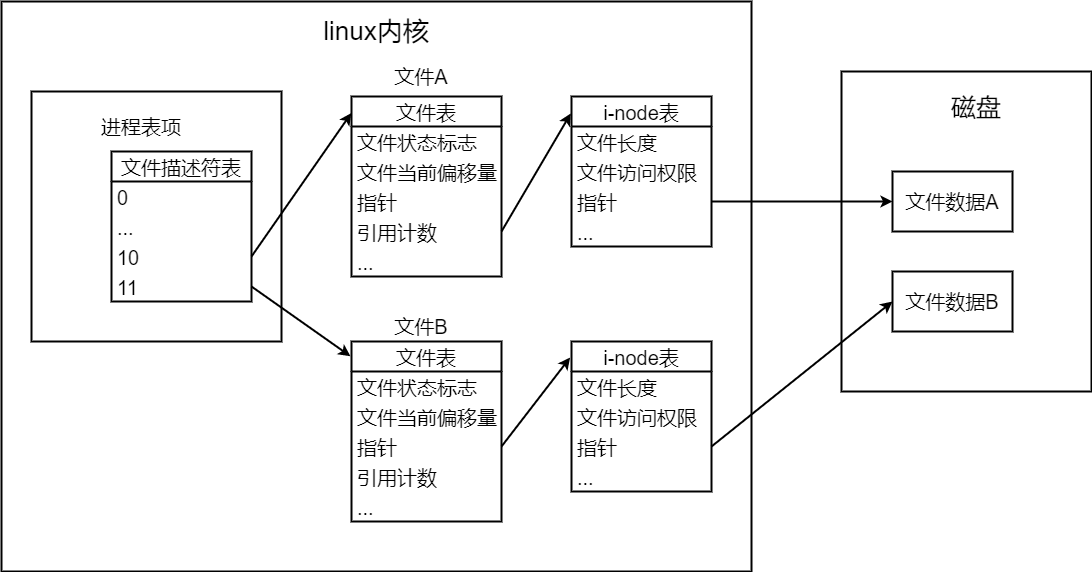 linux内核
进程表项
文件描述符表
0
...
10
11
文件A
文件表
文件状态标志
文件当前偏移量
指针
引用计数
...
i-node表
文件长度
文件访问权限
指针
...
文件B
文件表
文件状态标志
文件当前偏移量
指针
引用计数
...
i-node表
文件长度
文件访问权限
指针
...
磁盘
文件数据A
文件数据B